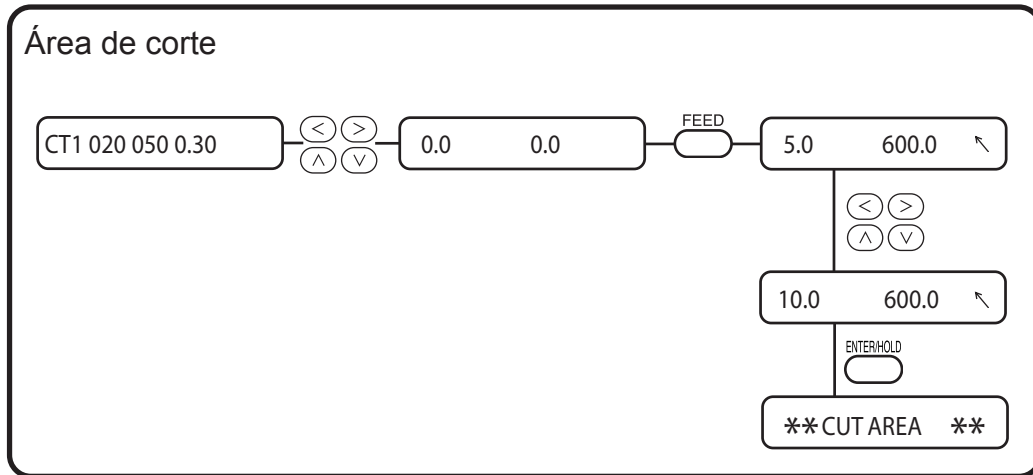 Área de corte
FEED
CT1 020 050 0.30 < > 0.0 0.0 5.0 600.0 ↖
∧ ∨
< >
∧ ∨
10.0 600.0 ↖
ENTER/HOLD
**CUT AREA **